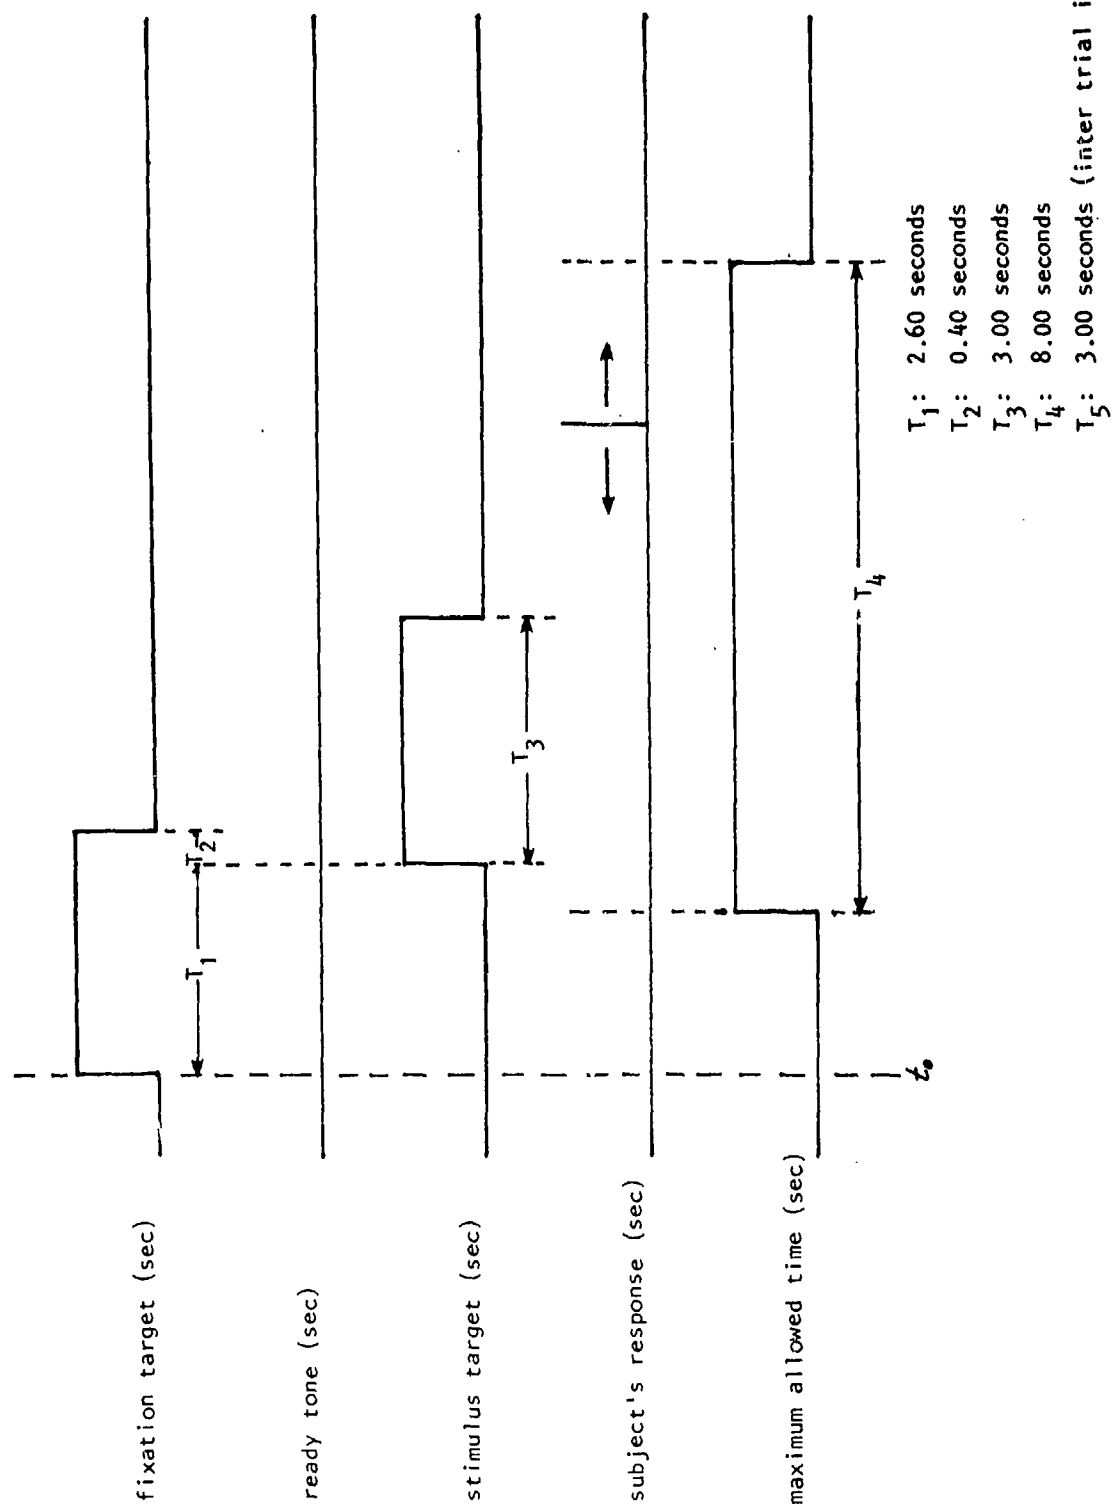 fixation target (sec)
T1
T2
ready tone (sec)
stimulus target (sec)
T3
subject's response (sec)
maximum allowed time (sec)
T4
t₀
T1: 2.60 seconds
T2: 0.40 seconds
T3: 3.00 seconds
T4: 8.00 seconds
T5: 3.00 seconds (inter trial i